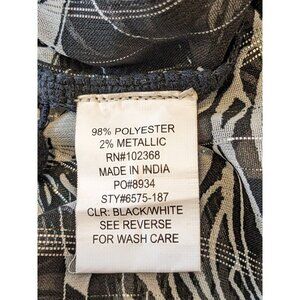 98% POLYESTER
2% METALLIC
RN#102368
MADE IN INDIA
PO#8934
STY#6575-187
CLR: BLACK/WHITE
SEE REVERSE
FOR WASH CARE